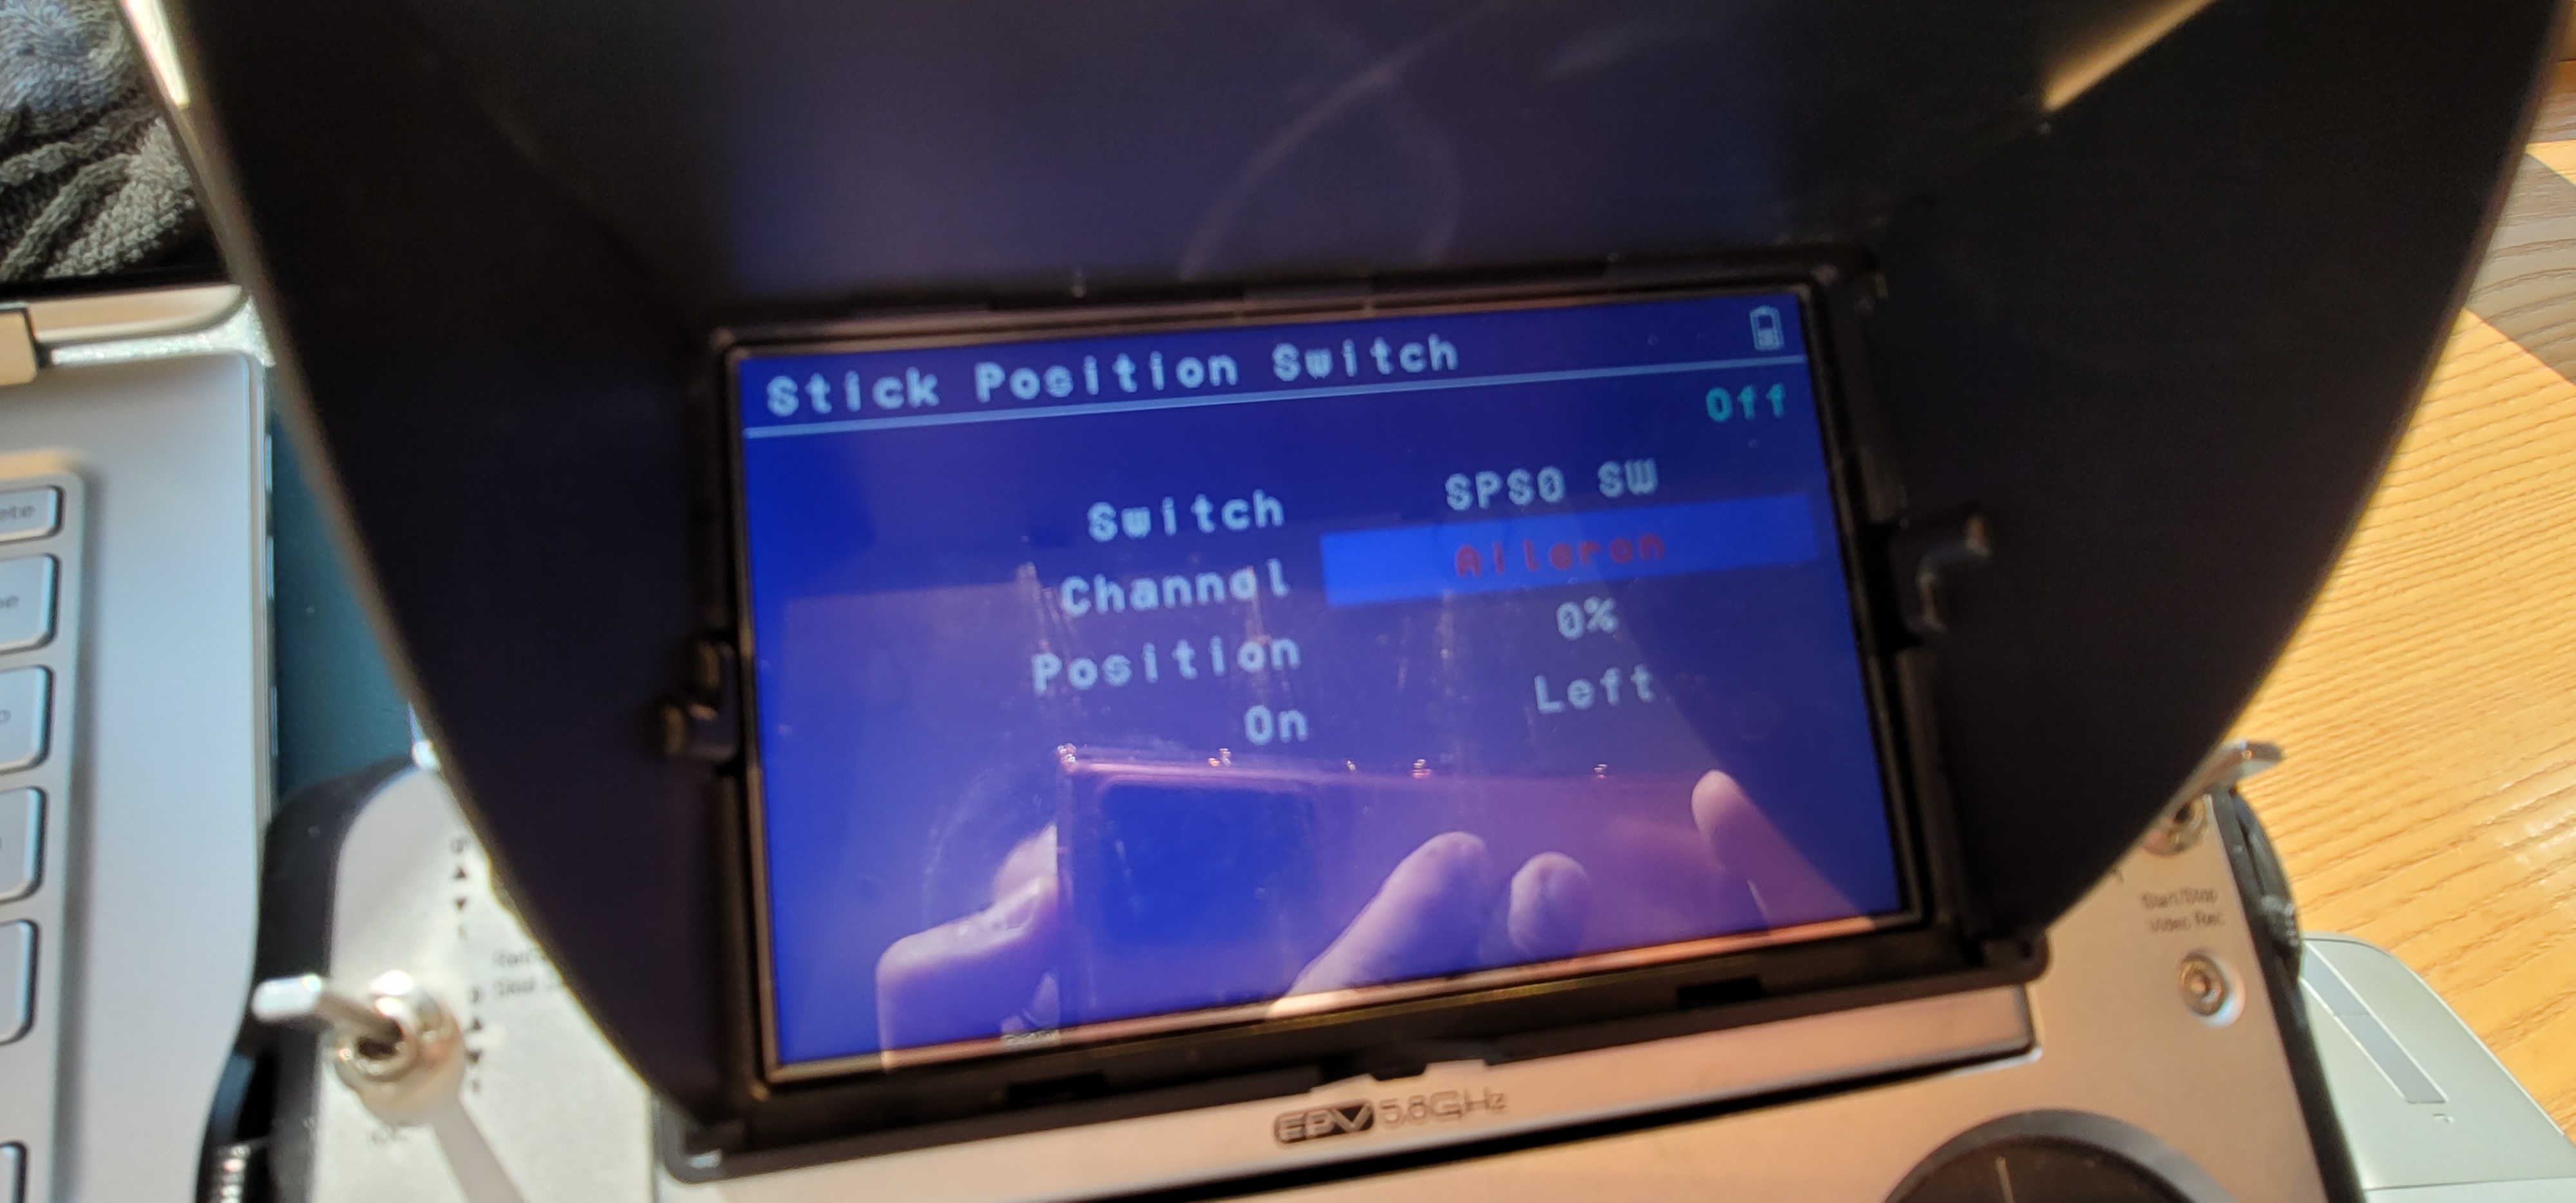 Stick Position Switch
Off
Switch SPS0 SW
Channel Aileron
Position 0%
On Left
FPV 5.8GHz
Start/Stop
Video Rec